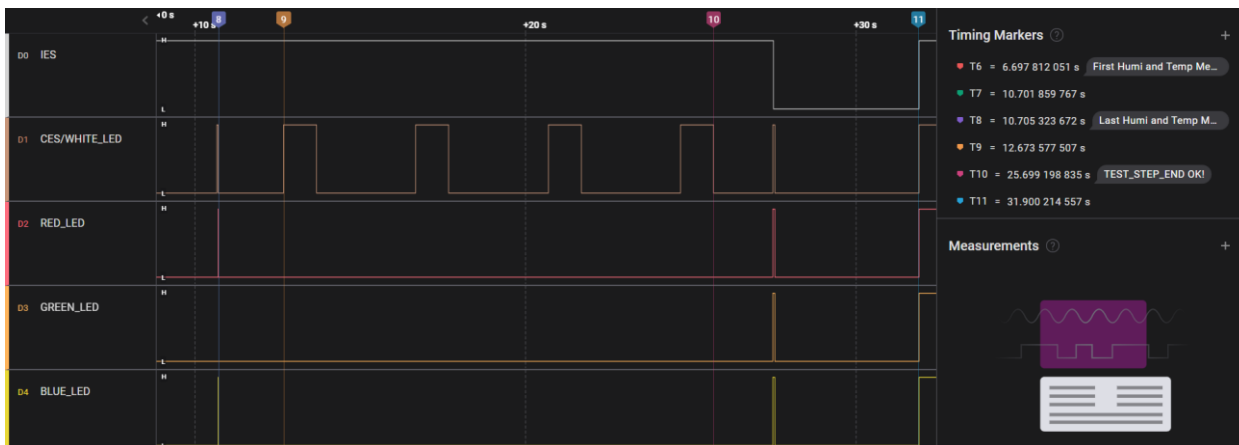 ◂0 s
+10 s
8
9
+20 s
10
+30 s
11
D0 IES
H
L
D1 CES/WHITE_LED
H
L
D2 RED_LED
H
L
D3 GREEN_LED
H
L
D4 BLUE_LED
H
L
Timing Markers ? +
T6 = 6.697 812 051 s First Humi and Temp Me...
T7 = 10.701 859 767 s
T8 = 10.705 323 672 s Last Humi and Temp M...
T9 = 12.673 577 507 s
T10 = 25.699 198 835 s TEST_STEP_END OK!
T11 = 31.900 214 557 s
Measurements ? +